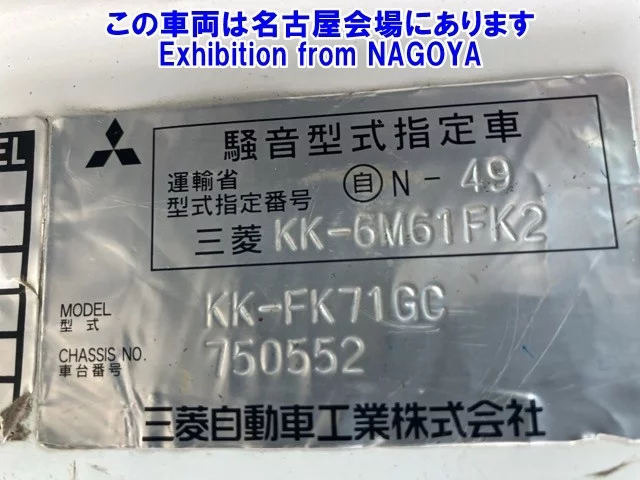 この車両は名古屋会場にあります
Exhibition from NAGOYA
EL
騒音型式指定車
運輸省
型式指定番号 自 N - 49
三菱 KK-6M61FK2
MODEL
型式 KK-FK71GC
CHASSIS NO.
車台番号 750552
三菱自動車工業株式会社